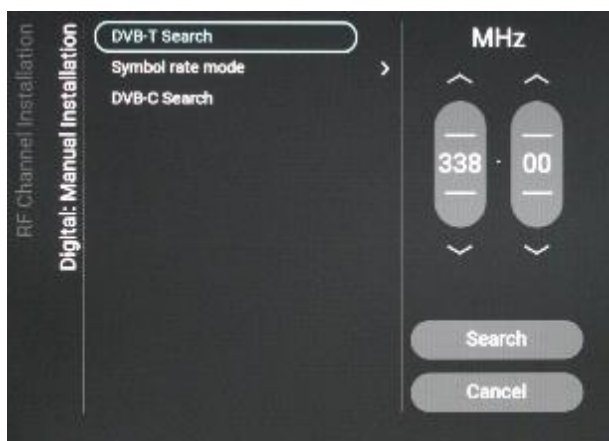 RF Channel Installation
Digital: Manual Installation
DVB-T Search
Symbol rate mode
DVB-C Search
MHz
338 . 00
Search
Cancel